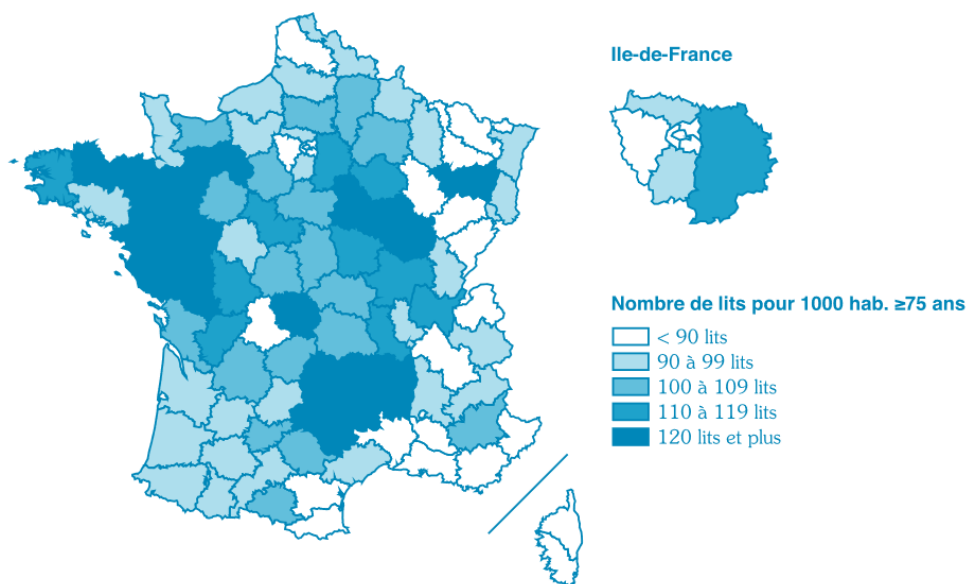 Ile-de-France
Nombre de lits pour 1000 hab. ≥75 ans
< 90 lits
90 à 99 lits
100 à 109 lits
110 à 119 lits
120 lits et plus